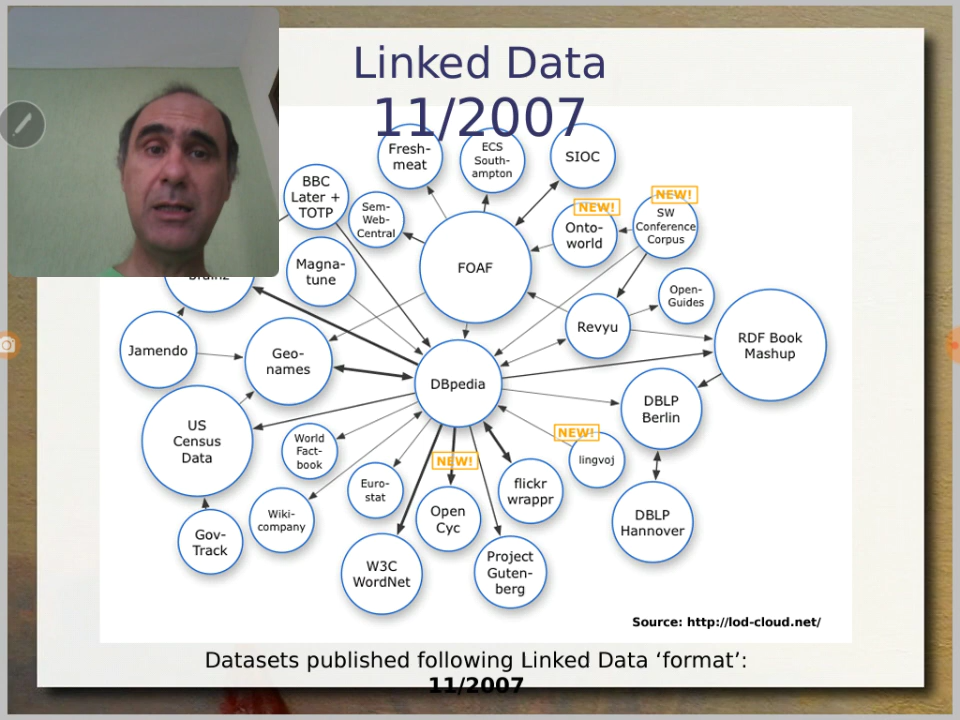 Linked Data
11/2007
Fresh-
meat
ECS
South-
ampton
SIOC
BBC
Later +
TOTP
Sem-
Web-
Central
NEW!
Onto-
world
NEW!
SW
Conference
Corpus
FOAF
Magna-
tune
Open-
Guides
Revyu
RDF Book
Mashup
Jamendo
Geo-
names
DBpedia
DBLP
Berlin
US
Census
Data
World
Fact-
book
NEW!
lingvoj
NEW!
Euro-
stat
flickr
wrappr
Wiki-
company
Open
Cyc
DBLP
Hannover
Gov-
Track
W3C
WordNet
Project
Guten-
berg
Source: http://lod-cloud.net/
Datasets published following Linked Data ‘format’:
11/2007